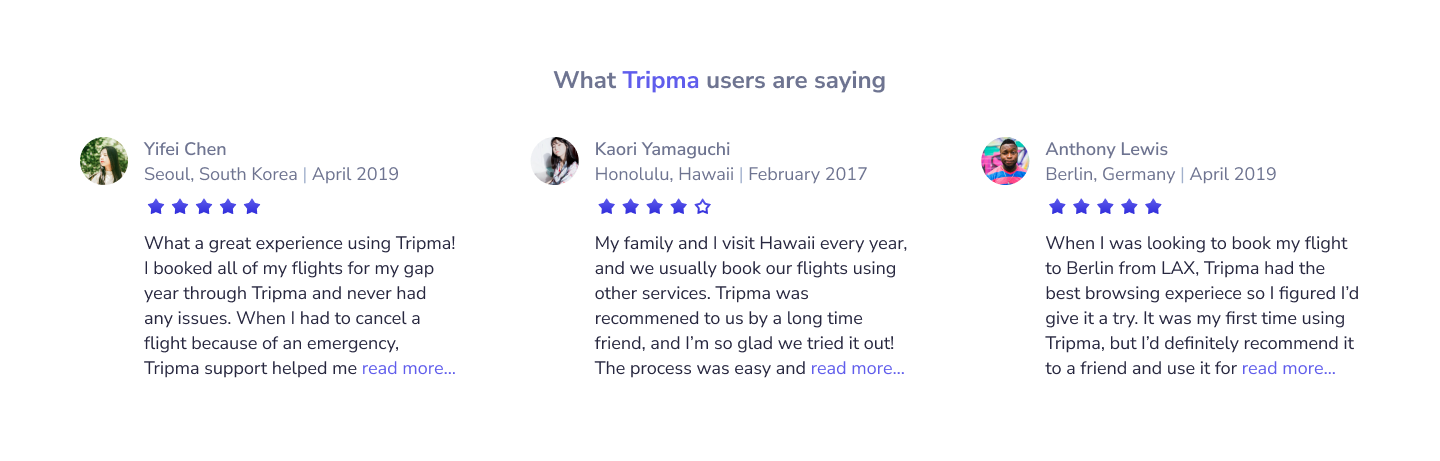 What Tripma users are saying
Yifei Chen
Seoul, South Korea | April 2019
What a great experience using Tripma!
I booked all of my flights for my gap
year through Tripma and never had
any issues. When I had to cancel a
flight because of an emergency,
Tripma support helped me read more...
Kaori Yamaguchi
Honolulu, Hawaii | February 2017
My family and I visit Hawaii every year,
and we usually book our flights using
other services. Tripma was
recommened to us by a long time
friend, and I’m so glad we tried it out!
The process was easy and read more...
Anthony Lewis
Berlin, Germany | April 2019
When I was looking to book my flight
to Berlin from LAX, Tripma had the
best browsing experiece so I figured I’d
give it a try. It was my first time using
Tripma, but I’d definitely recommend it
to a friend and use it for read more...